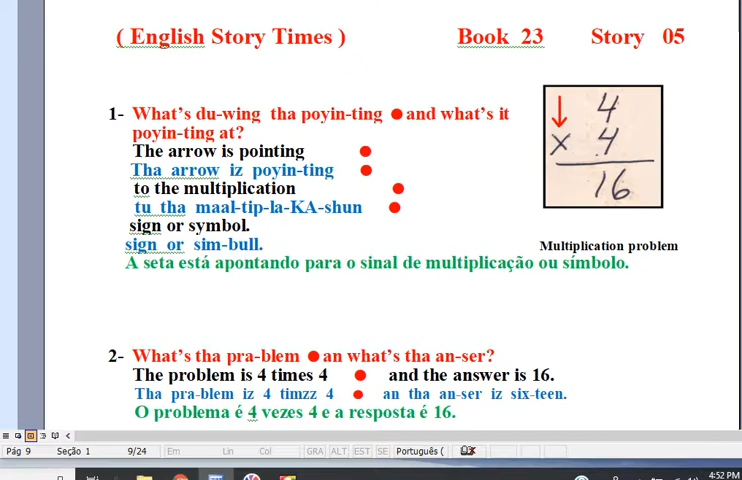 ( English Story Times ) Book 23 Story 05
1- What's du-wing tha poyin-ting and what's it
poyin-ting at?
The arrow is pointing
Tha arrow iz poyin-ting
to the multiplication
tu tha maal-tip-la-KA-shun
sign or symbol.
sign or sim-bull.
A seta está apontando para o sinal de multiplicação ou símbolo.
4
x 4
16
Multiplication problem
2- What's tha pra-blem an what's tha an-ser?
The problem is 4 times 4 and the answer is 16.
Tha pra-blem iz 4 timzz 4 an tha an-ser iz six-teen.
O problema é 4 vezes 4 e a resposta é 16.
Pág 9 Seção 1 9/24 Em Lin Col GRA ALT EST SE Português (
4:52 PM